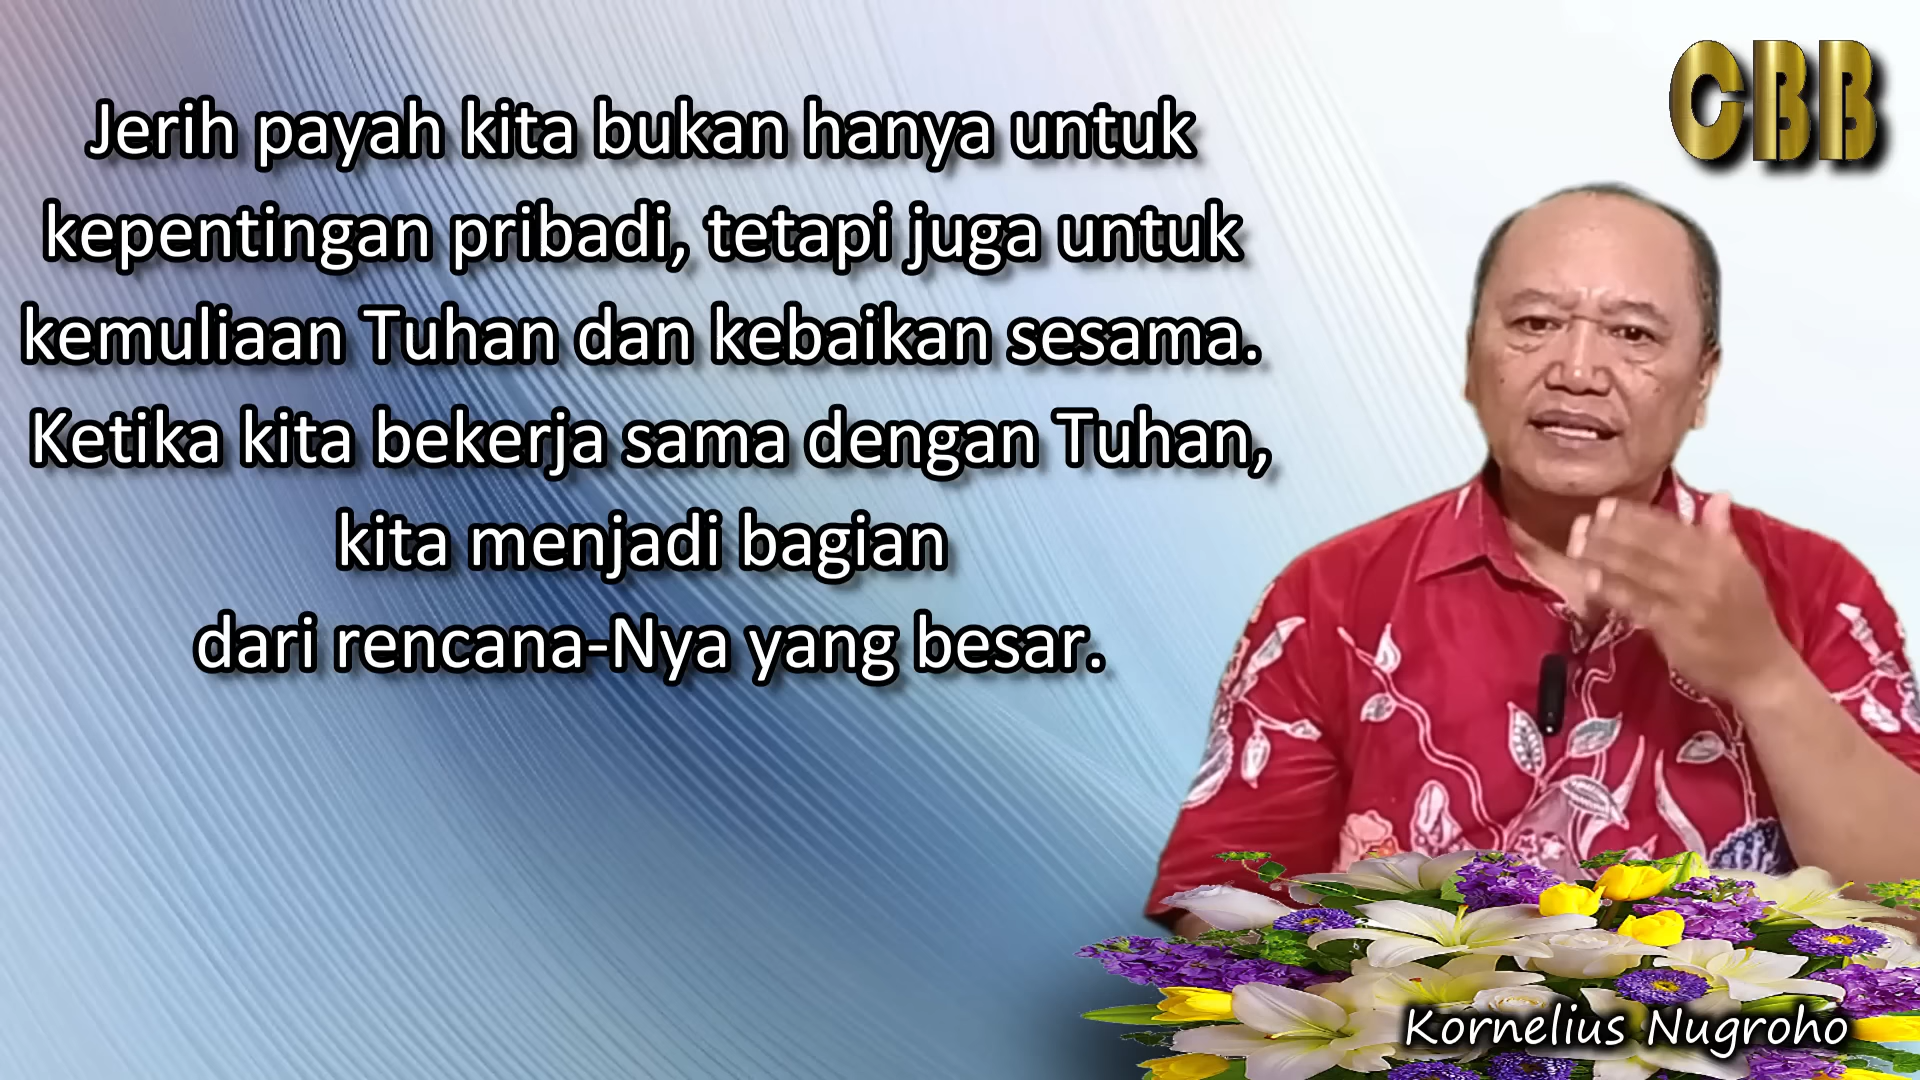 CBB
Jerih payah kita bukan hanya untuk
kepentingan pribadi, tetapi juga untuk
kemuliaan Tuhan dan kebaikan sesama.
Ketika kita bekerja sama dengan Tuhan,
kita menjadi bagian
dari rencana-Nya yang besar.
Kornelius Nugroho